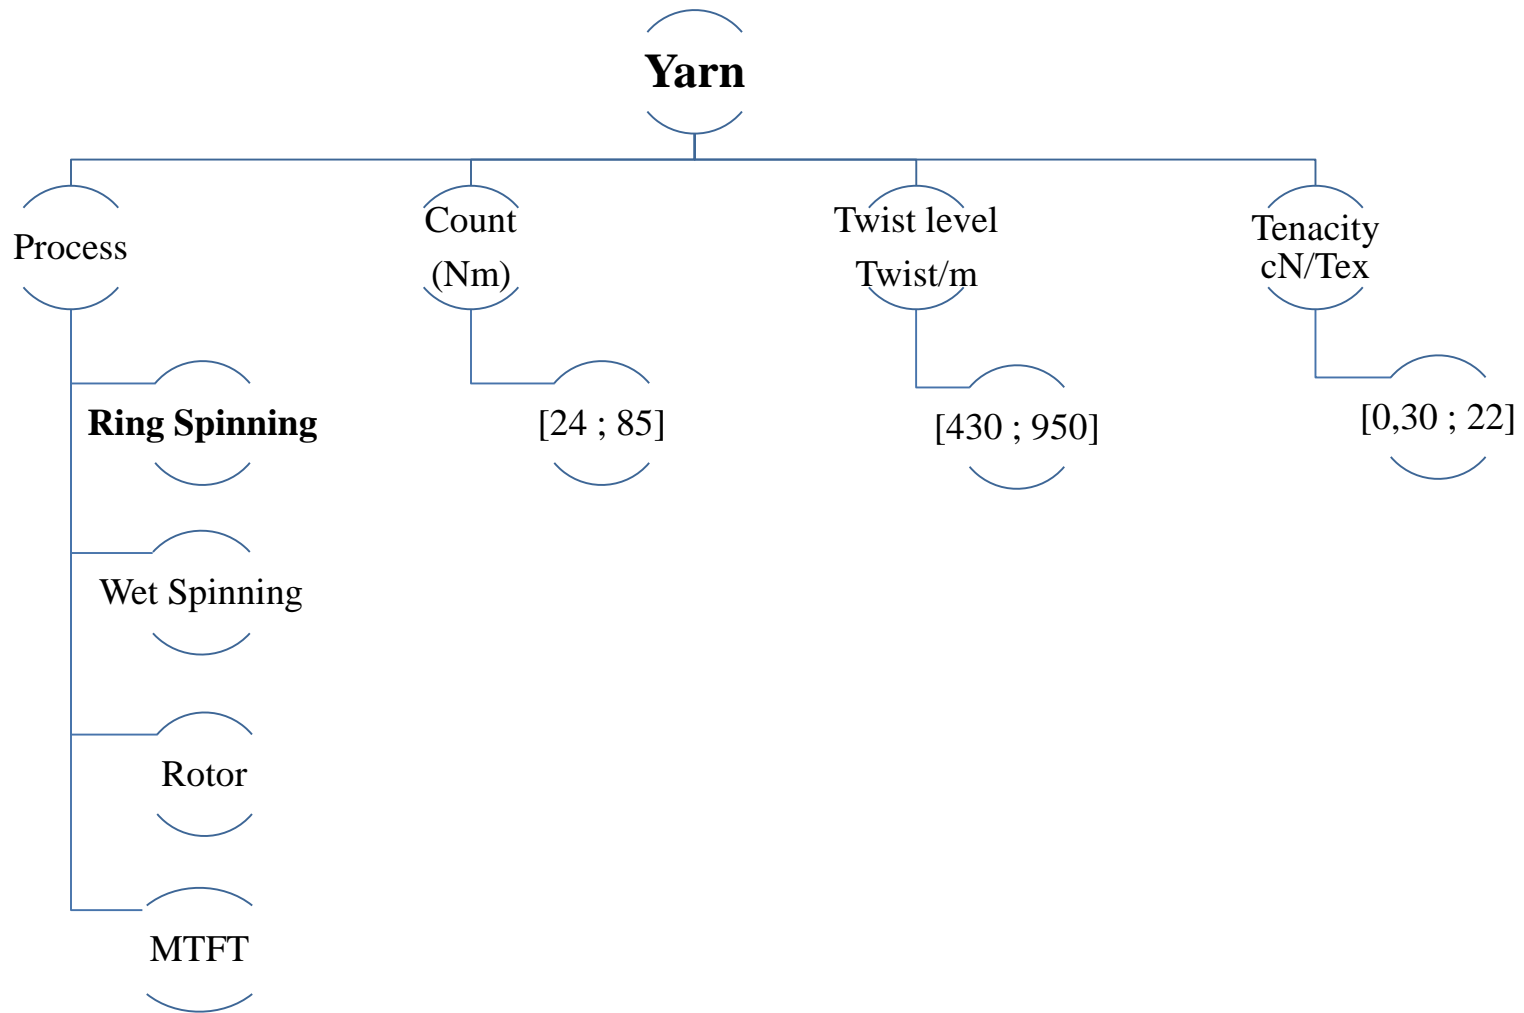 Yarn
Process
Count
(Nm)
Twist level
Twist/m
Tenacity
cN/Tex
Ring Spinning
[24 ; 85]
[430 ; 950]
[0,30 ; 22]
Wet Spinning
Rotor
MTFT